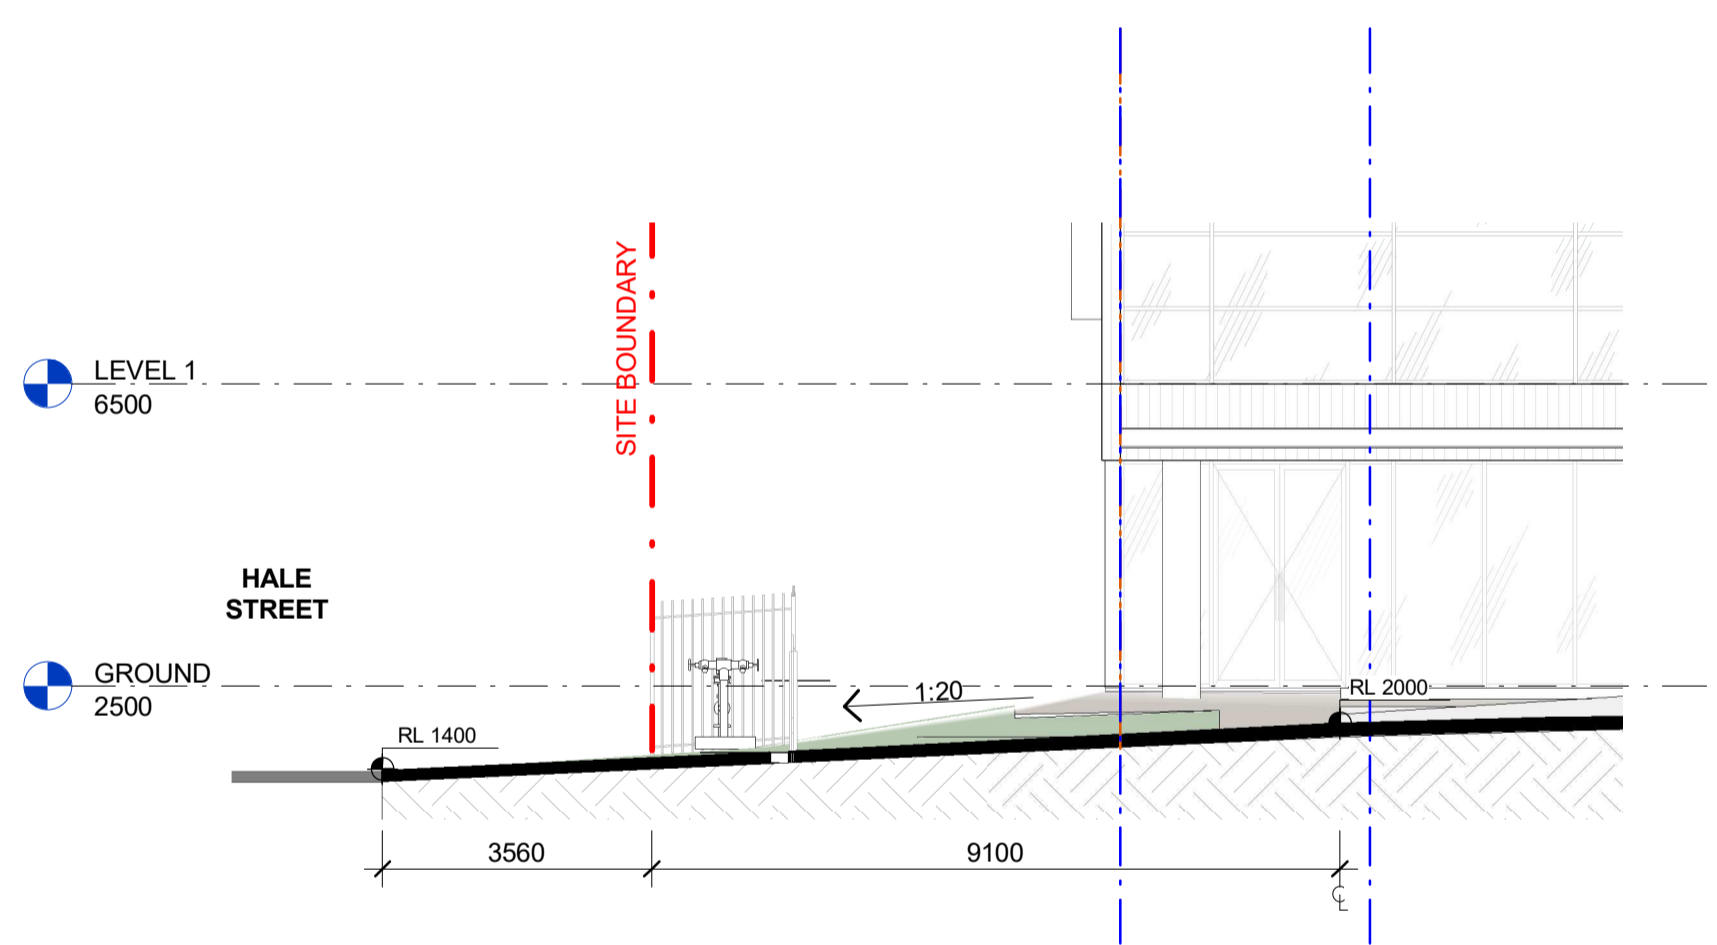 SITE BOUNDARY
LEVEL 1
6500
HALE
STREET
GROUND
2500
1:20
RL 2000
RL 1400
3560
9100
℄